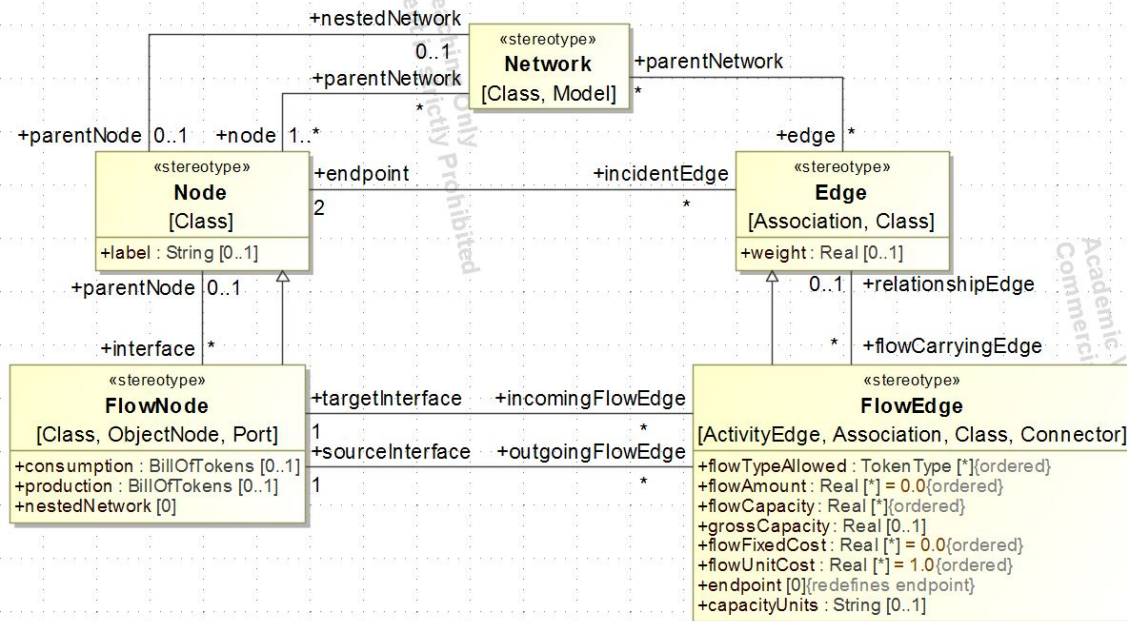 +nestedNetwork
0..1
«stereotype»
Network
[Class, Model]
+parentNetwork
*
+parentNetwork
*
+parentNode 0..1
+node 1..*
+edge *
«stereotype»
Node
[Class]
+label : String [0..1]
+endpoint
2
+incidentEdge
*
«stereotype»
Edge
[Association, Class]
+weight : Real [0..1]
+parentNode 0..1
+interface *
0..1 +relationshipEdge
* +flowCarryingEdge
«stereotype»
FlowNode
[Class, ObjectNode, Port]
+consumption : BillOfTokens [0..1]
+production : BillOfTokens [0..1]
+nestedNetwork [0]
+targetInterface
1
+incomingFlowEdge
*
+sourceInterface
1
+outgoingFlowEdge
*
«stereotype»
FlowEdge
[ActivityEdge, Association, Class, Connector]
+flowTypeAllowed : TokenType [*]{ordered}
+flowAmount : Real [*] = 0.0{ordered}
+flowCapacity : Real [*]{ordered}
+grossCapacity : Real [0..1]
+flowFixedCost : Real [*] = 0.0{ordered}
+flowUnitCost : Real [*] = 1.0{ordered}
+endpoint [0]{redefines endpoint}
+capacityUnits : String [0..1]
Only
strictly Prohibited
Academic